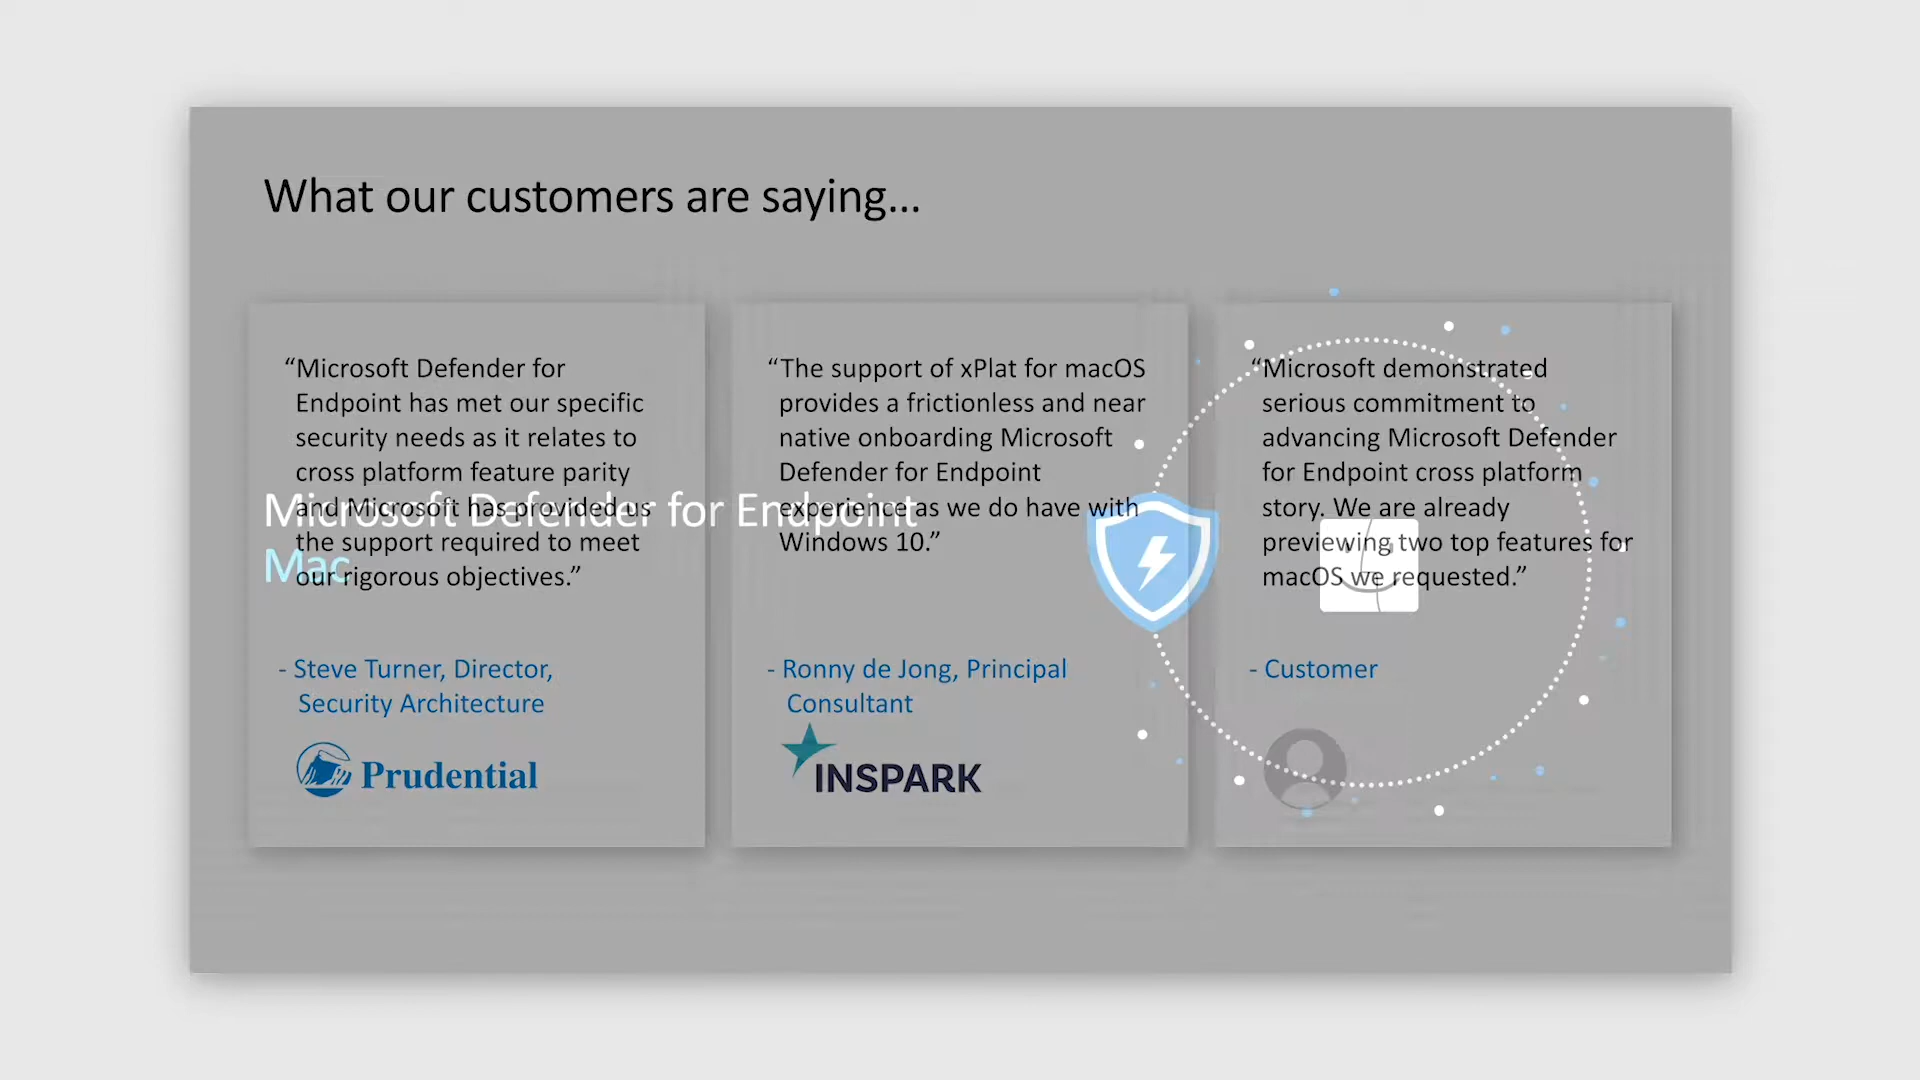 What our customers are saying...
“Microsoft Defender for
Endpoint has met our specific
security needs as it relates to
cross platform feature parity
and Microsoft has provided us
the support required to meet
our rigorous objectives.”
- Steve Turner, Director,
Security Architecture
Prudential
“The support of xPlat for macOS
provides a frictionless and near
native onboarding Microsoft
Defender for Endpoint
experience as we do have with
Windows 10.”
- Ronny de Jong, Principal
Consultant
INSPARK
“Microsoft demonstrated
serious commitment to
advancing Microsoft Defender
for Endpoint cross platform
story. We are already
previewing two top features for
macOS we requested.”
- Customer
Microsoft Defender for Endpoint
Mac